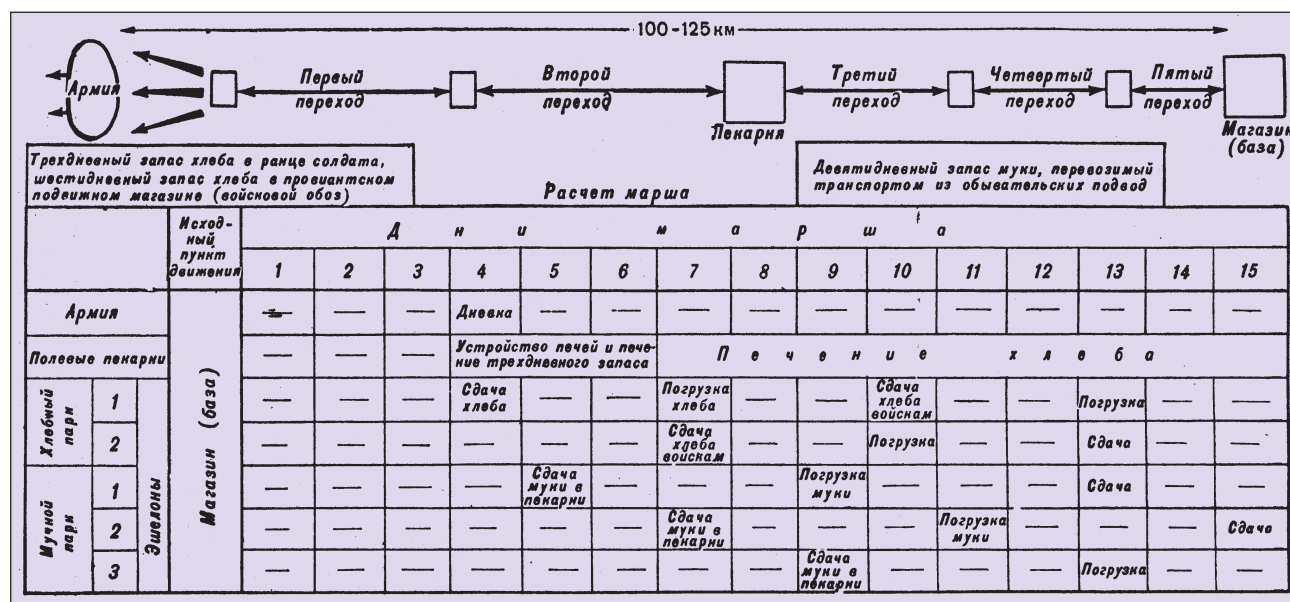 100-125 км
Армия
Первый
переход
Второй
переход
Третий
переход
Четвертый
переход
Пятый
переход
Пекарня
Магазин
(база)
Трехдневный запас хлеба в ранце солдата,
шестидневный запас хлеба в провиантском
подвижном магазине (войсковой обоз)
Расчет марша
Девятидневный запас муки, перевозимый
транспортом из обывательских подвод
Исход-
ный
пункт
движения
Дни марша
1 2 3 4 5 6 7 8 9 10 11 12 13 14 15
Армия
Магазин (база)
— — — Дневка — — — — — — — — — — —
Полевые пекарни
— — — Устройство печей и пече-
ние трехдневного запаса
Печение хлеба
Хлебный
парк
Эшелоны
1
— — — Сдача
хлеба
— — Погрузка
хлеба
— — Сдача
хлеба
войскам
— — Погрузка — —
2
— — — — — — Сдача
хлеба
войскам
— — Погрузка — — Сдача — —
Мучной
парк
1
— — — — Сдача
муки в
пекарни
— — — Погрузка
муки
— — — Сдача — —
2
— — — — — — Сдача
муки в
пекарни
— — — Погрузка
муки
— — — Сдача
3
— — — — — — — — Сдача
муки в
пекарни
— — — Погрузка — —